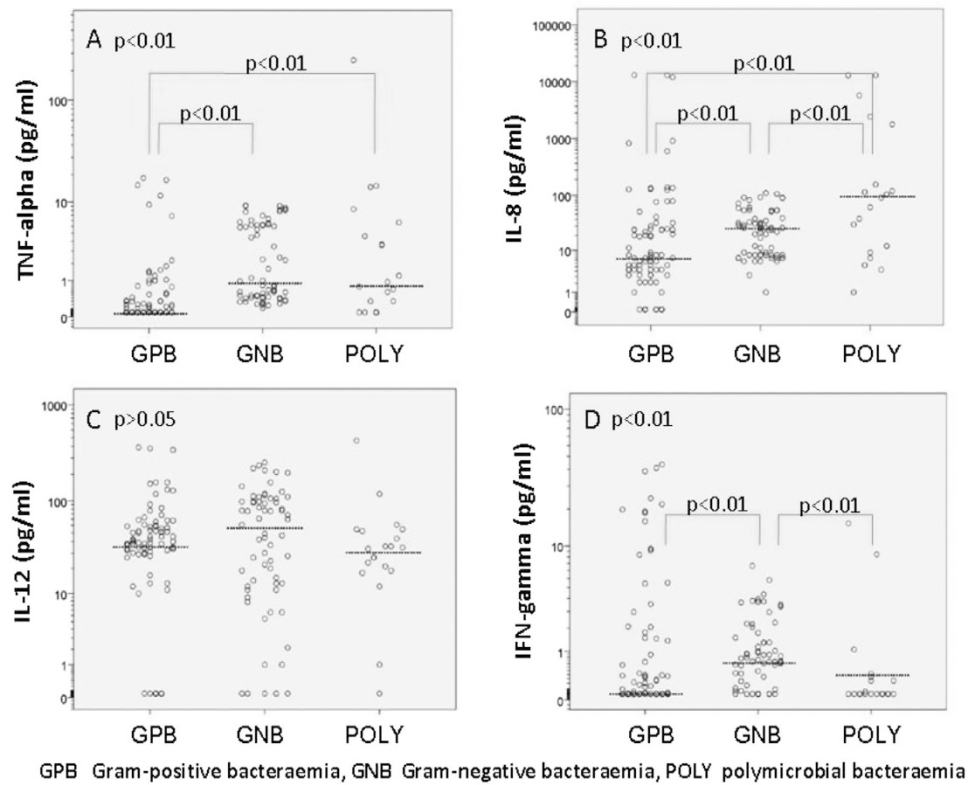 A p<0.01
p<0.01
p<0.01
TNF-alpha (pg/ml)
100
10
1
0
GPB GNB POLY
B p<0.01
p<0.01
p<0.01 p<0.01
IL-8 (pg/ml)
100000
10000
1000
100
10
1
0
GPB GNB POLY
C p>0.05
IL-12 (pg/ml)
1000
100
10
1
0
GPB GNB POLY
D p<0.01
p<0.01 p<0.01
IFN-gamma (pg/ml)
100
10
1
0
GPB GNB POLY
GPB Gram-positive bacteraemia, GNB Gram-negative bacteraemia, POLY polymicrobial bacteraemia